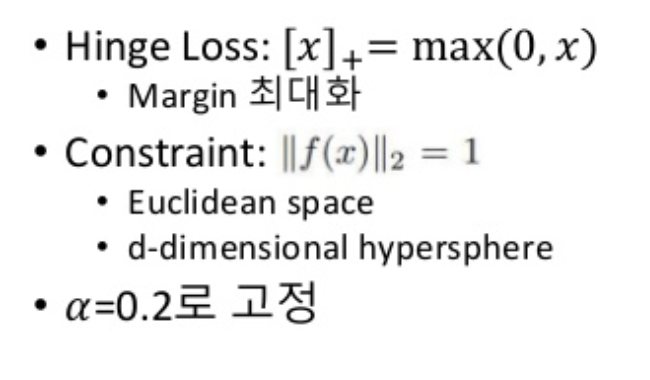 • Hinge Loss: [x]₊= max(0, x)
• Margin 최대화
• Constraint: ‖f(x)‖₂ = 1
• Euclidean space
• d-dimensional hypersphere
• α=0.2로 고정